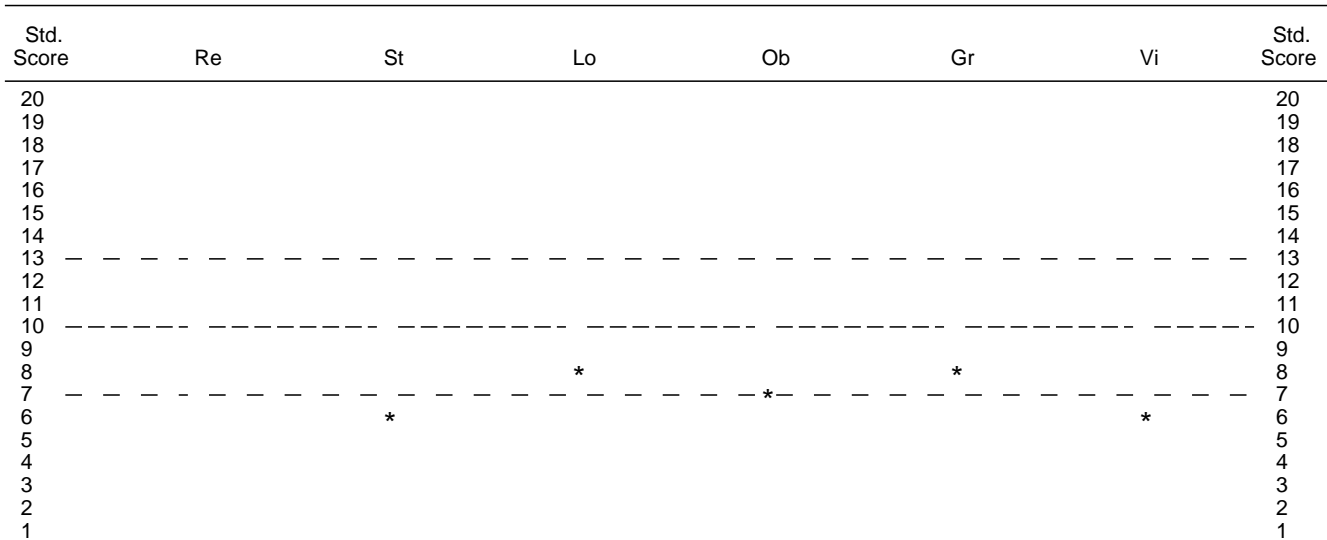 Std. Std.
Score Re St Lo Ob Gr Vi Score
20 20
19 19
18 18
17 17
16 16
15 15
14 14
13 — — — — — — — — — — — — — — — — — — — — — — — — — — — — — — — — 13
12 12
11 11
10 —————- —————— —————— —————— —————— —————— ———— 10
9 9
8 * * 8
7 — — — — — — — — — — — — — — — — — — —*— — — — — — — — — — — — — 7
6 * * 6
5 5
4 4
3 3
2 2
1 1